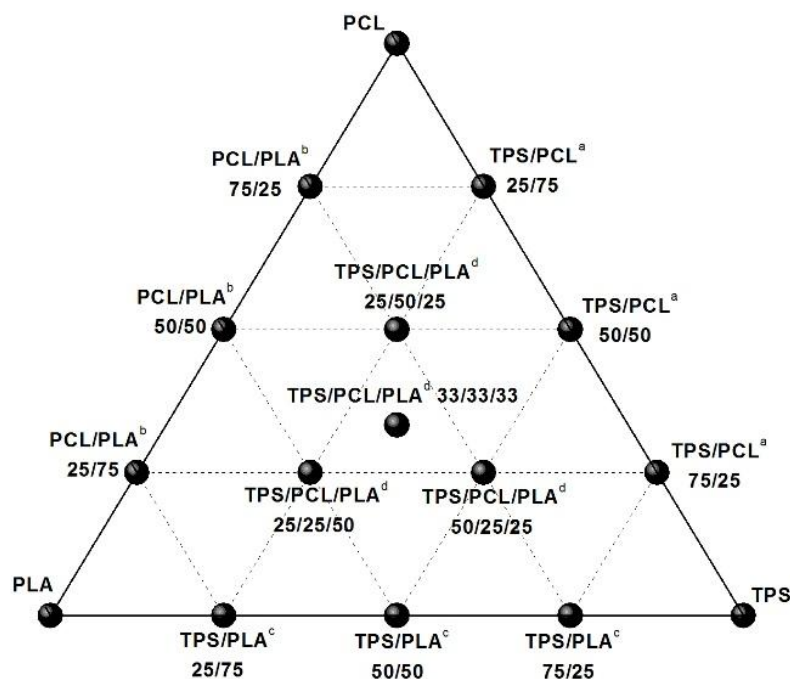 PCL
PCL/PLAᵇ
75/25
TPS/PCLᵃ
25/75
TPS/PCL/PLAᵈ
25/50/25
PCL/PLAᵇ
50/50
TPS/PCLᵃ
50/50
TPS/PCL/PLAᵈ 33/33/33
PCL/PLAᵇ
25/75
TPS/PCLᵃ
75/25
TPS/PCL/PLAᵈ
25/25/50
TPS/PCL/PLAᵈ
50/25/25
PLA
TPS
TPS/PLAᶜ
25/75
TPS/PLAᶜ
50/50
TPS/PLAᶜ
75/25